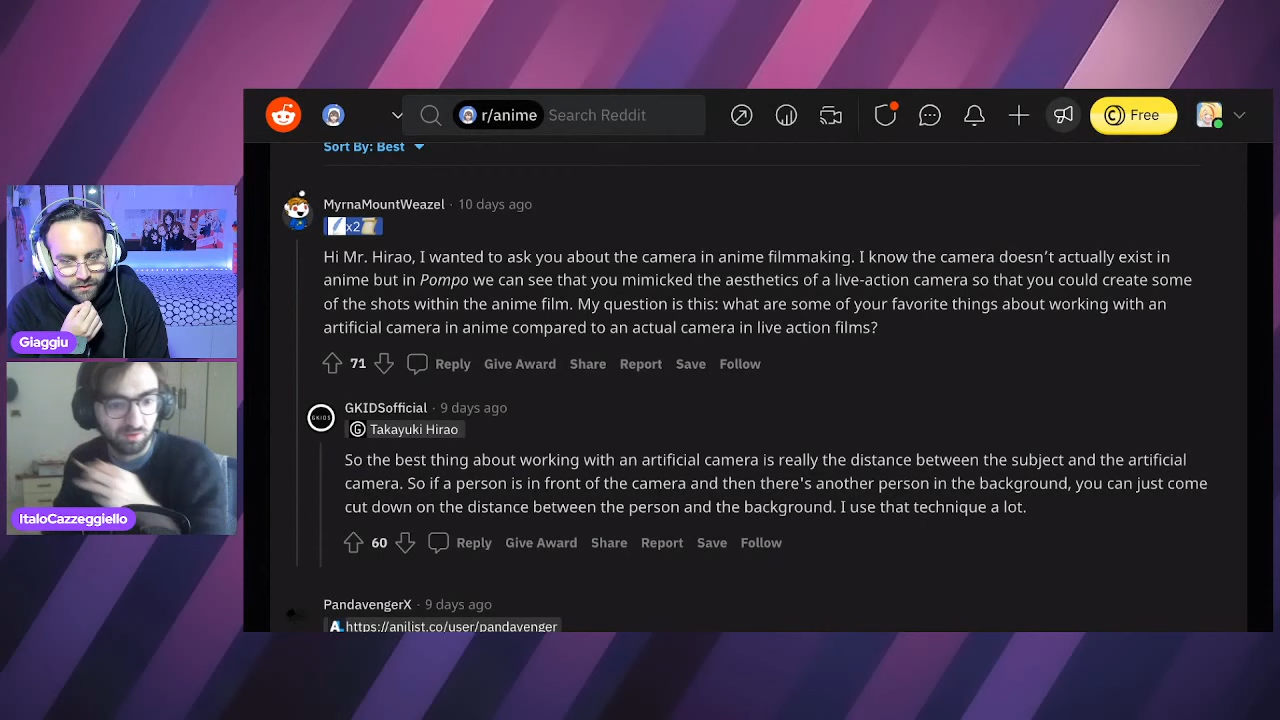 r/anime Search Reddit
Free
Sort By: Best
MyrnaMountWeazel · 10 days ago
x2
Hi Mr. Hirao, I wanted to ask you about the camera in anime filmmaking. I know the camera doesn't actually exist in
anime but in Pompo we can see that you mimicked the aesthetics of a live-action camera so that you could create some
of the shots within the anime film. My question is this: what are some of your favorite things about working with an
artificial camera in anime compared to an actual camera in live action films?
71 Reply Give Award Share Report Save Follow
GKIDS
GKIDSofficial · 9 days ago
G Takayuki Hirao
So the best thing about working with an artificial camera is really the distance between the subject and the artificial
camera. So if a person is in front of the camera and then there's another person in the background, you can just come
cut down on the distance between the person and the background. I use that technique a lot.
60 Reply Give Award Share Report Save Follow
PandavengerX · 9 days ago
A https://anilist.co/user/pandavenger
Giaggiu
ItaloCazzeggiello